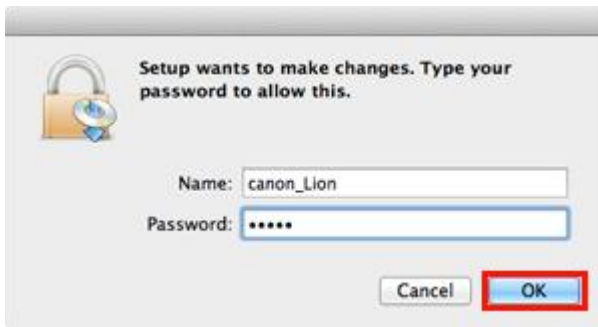 Setup wants to make changes. Type your
password to allow this.
Name: canon_Lion
Password: •••••
Cancel OK